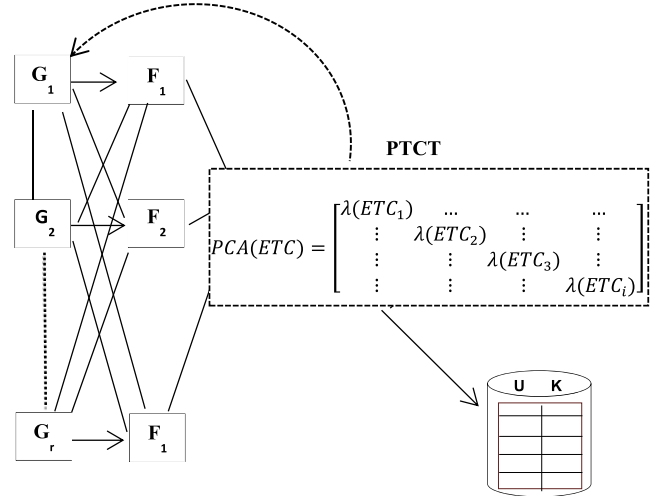 G1 F1
PTCT
G2 F2
PCA(ETC) = [λ(ETC1) ... ... ...
⋮ λ(ETC2) ⋮ ⋮
⋮ ⋮ λ(ETC3) ⋮
⋮ ⋮ ⋮ λ(ETCi)]
U K
Gr F1